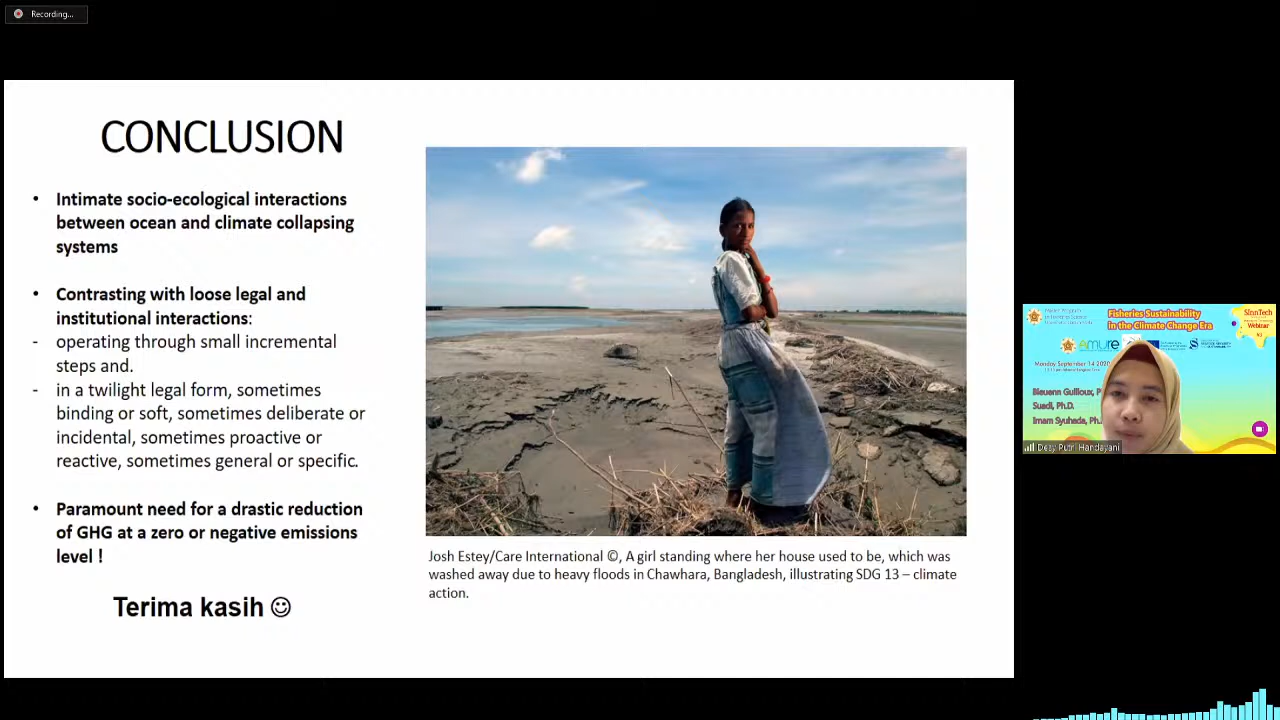 Recording...
CONCLUSION
• Intimate socio-ecological interactions
between ocean and climate collapsing
systems
• Contrasting with loose legal and
institutional interactions:
- operating through small incremental
steps and.
- in a twilight legal form, sometimes
binding or soft, sometimes deliberate or
incidental, sometimes proactive or
reactive, sometimes general or specific.
• Paramount need for a drastic reduction
of GHG at a zero or negative emissions
level !
Terima kasih ☺
Josh Estey/Care International ©, A girl standing where her house used to be, which was
washed away due to heavy floods in Chawhara, Bangladesh, illustrating SDG 13 – climate
action.
Fisheries Sustainability
in the Climate Change Era
SInnTech
Webinar
amure
Monday September 14
Bleuenn Guilloux, P
Suadi, Ph.D.
Imam Syuhada, Ph.
Desy Putri Handayani